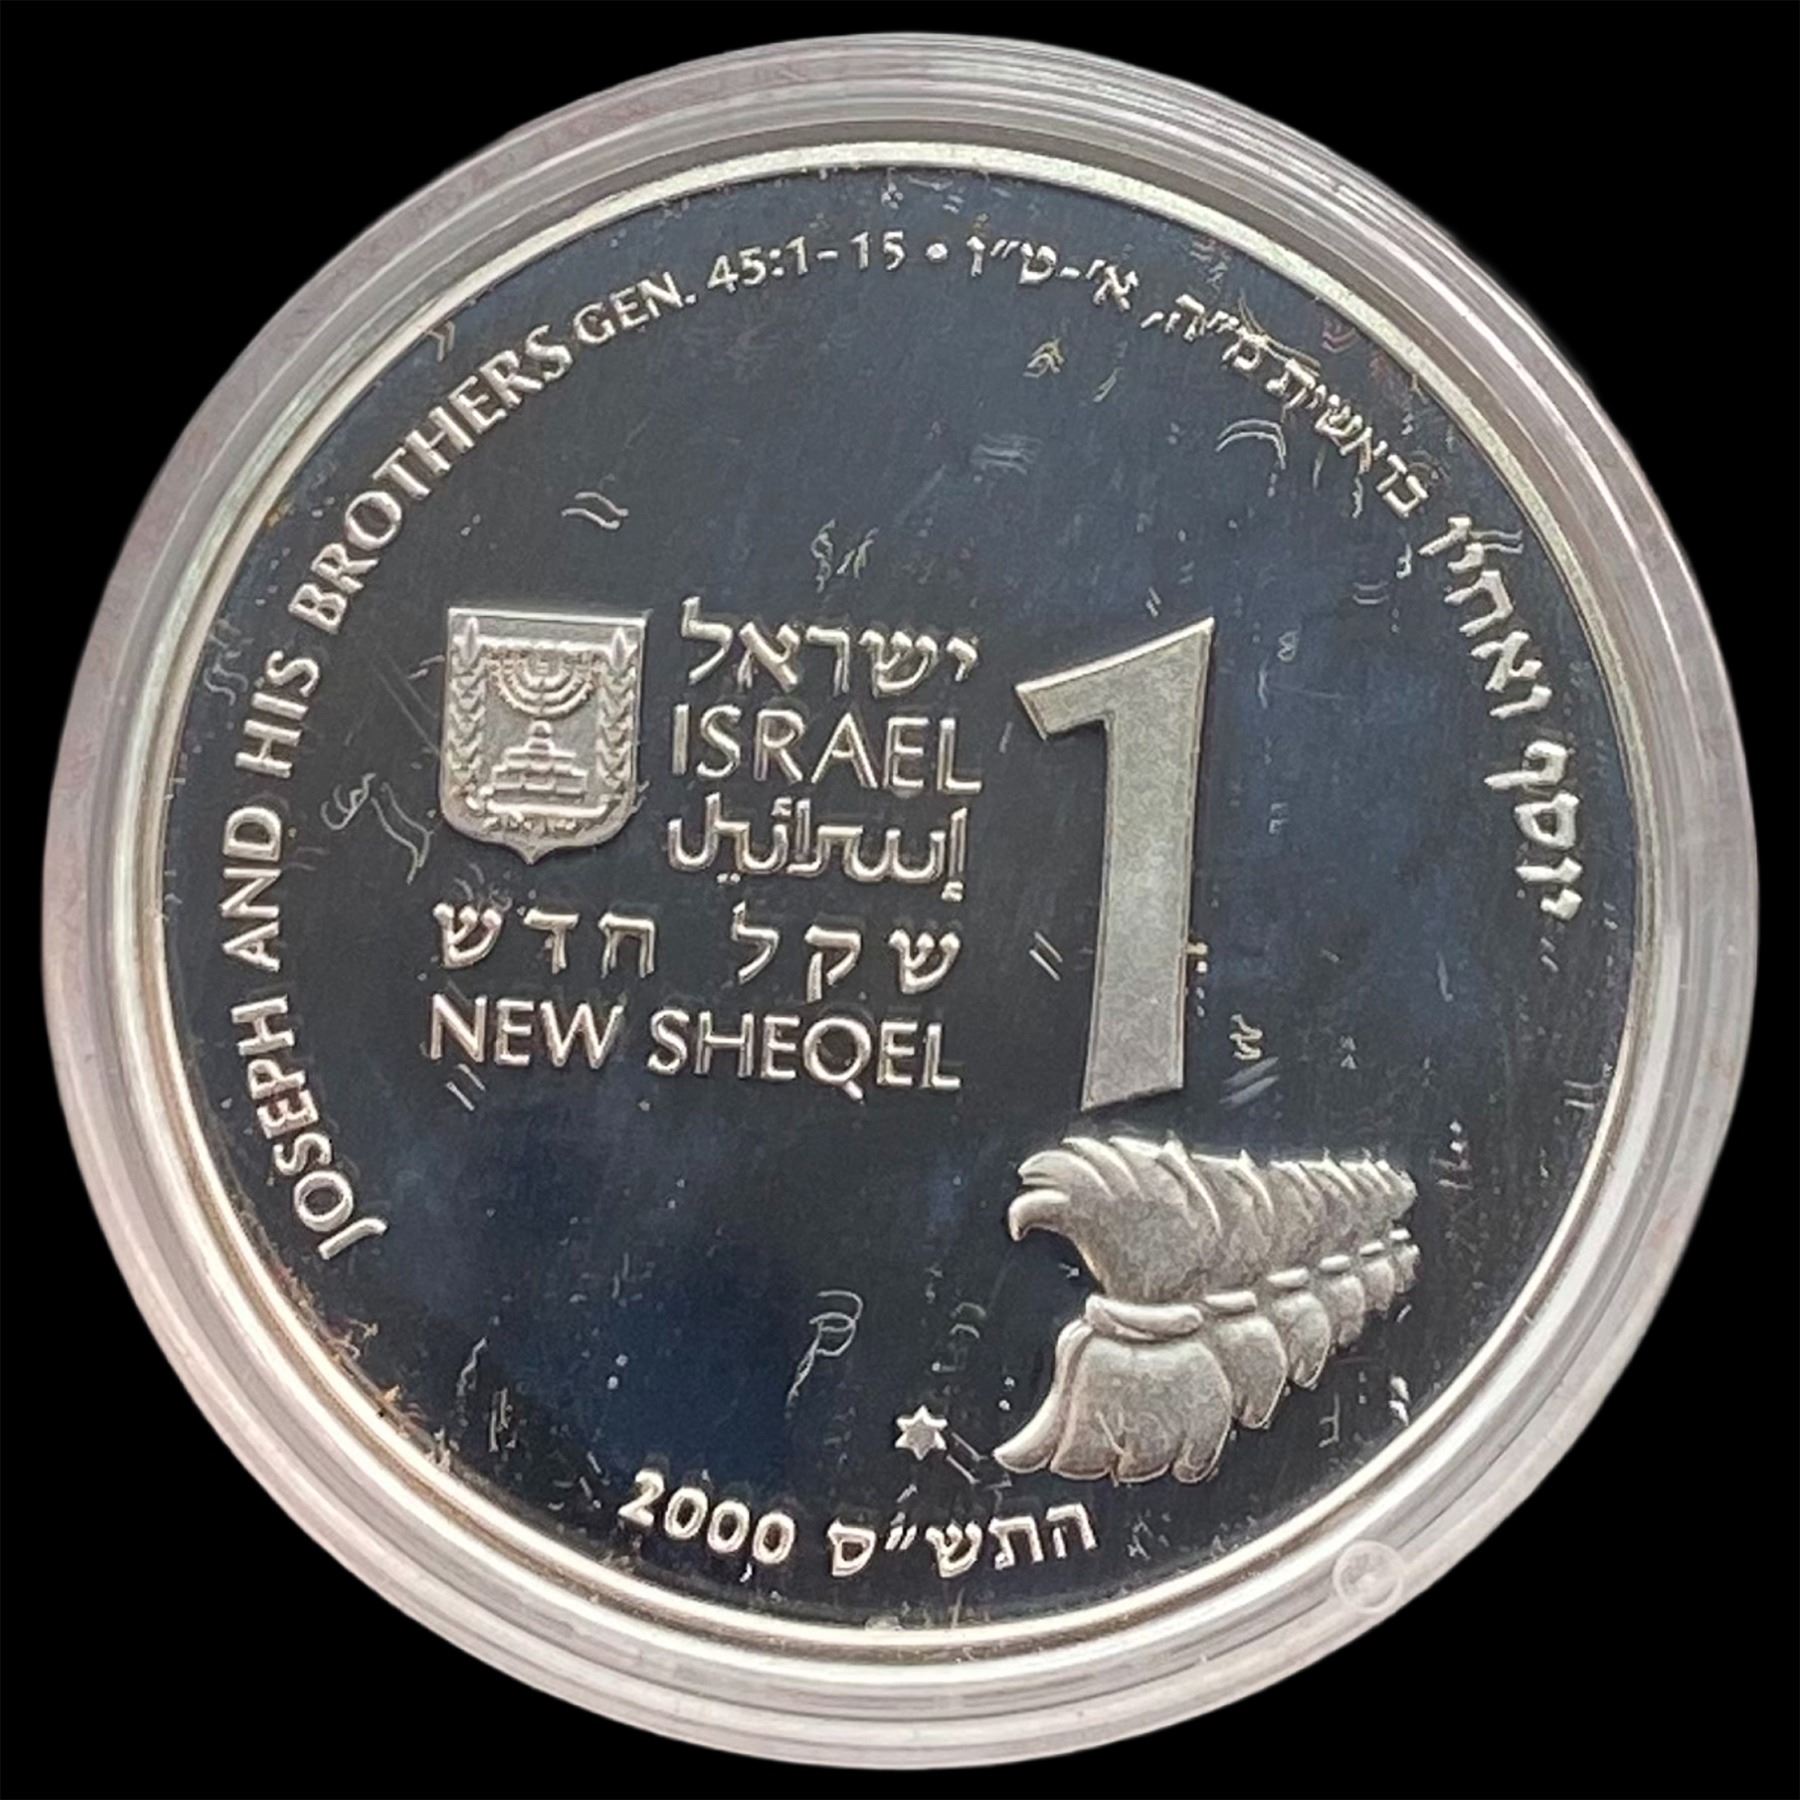 JOSEPH AND HIS BROTHERS GEN. 45:1-15 • יוסף ואחיו בראשית מ״ה, א׳-ט״ו
ישראל
ISRAEL
إسرائيل
שקל חדש
NEW SHEQEL
1
2000 התש״ס